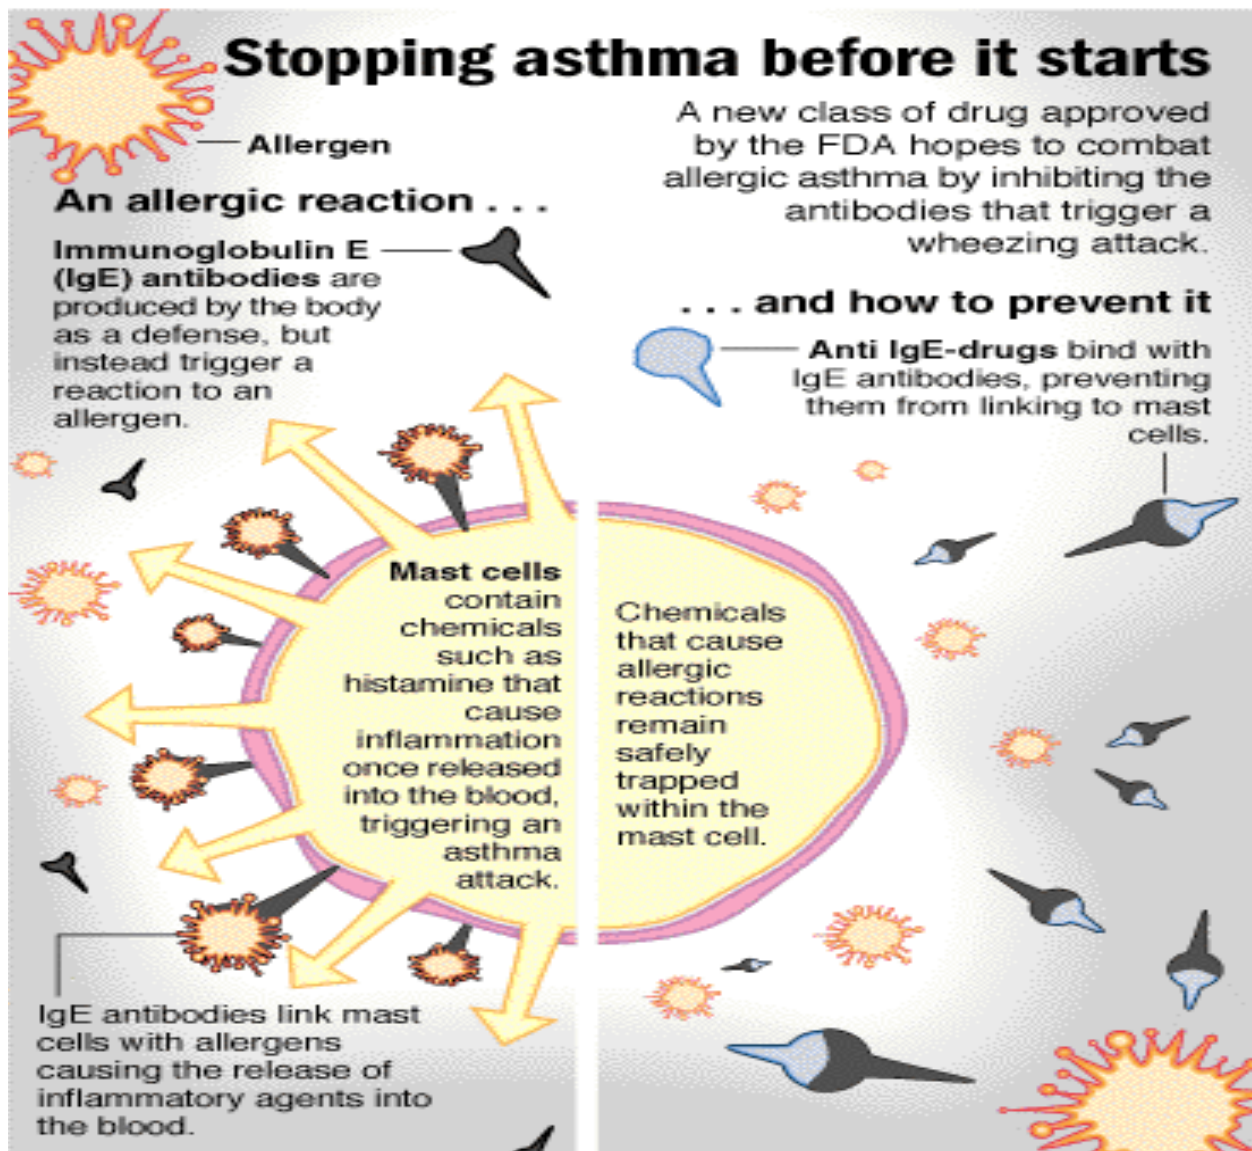 Stopping asthma before it starts
A new class of drug approved
by the FDA hopes to combat
allergic asthma by inhibiting the
antibodies that trigger a
wheezing attack.
Allergen
An allergic reaction . . .
Immunoglobulin E
(IgE) antibodies are
produced by the body
as a defense, but
instead trigger a
reaction to an
allergen.
. . . and how to prevent it
Anti IgE-drugs bind with
IgE antibodies, preventing
them from linking to mast
cells.
Mast cells
contain
chemicals
such as
histamine that
cause
inflammation
once released
into the blood,
triggering an
asthma
attack.
Chemicals
that cause
allergic
reactions
remain
safely
trapped
within the
mast cell.
IgE antibodies link mast
cells with allergens
causing the release of
inflammatory agents into
the blood.